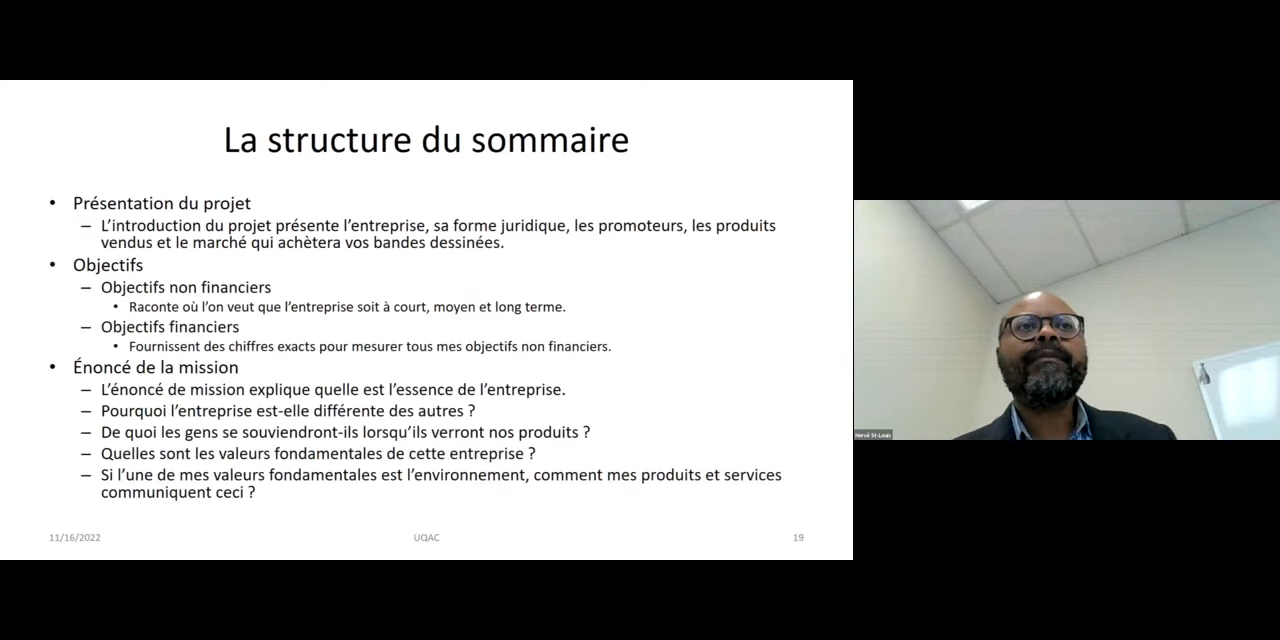 La structure du sommaire
• Présentation du projet
– L’introduction du projet présente l’entreprise, sa forme juridique, les promoteurs, les produits
vendus et le marché qui achètera vos bandes dessinées.
• Objectifs
– Objectifs non financiers
• Raconte où l’on veut que l’entreprise soit à court, moyen et long terme.
– Objectifs financiers
• Fournissent des chiffres exacts pour mesurer tous mes objectifs non financiers.
• Énoncé de la mission
– L’énoncé de mission explique quelle est l’essence de l’entreprise.
– Pourquoi l’entreprise est-elle différente des autres ?
– De quoi les gens se souviendront-ils lorsqu’ils verront nos produits ?
– Quelles sont les valeurs fondamentales de cette entreprise ?
– Si l’une de mes valeurs fondamentales est l’environnement, comment mes produits et services
communiquent ceci ?
11/16/2022
UQAC
19
Hervé St-Louis